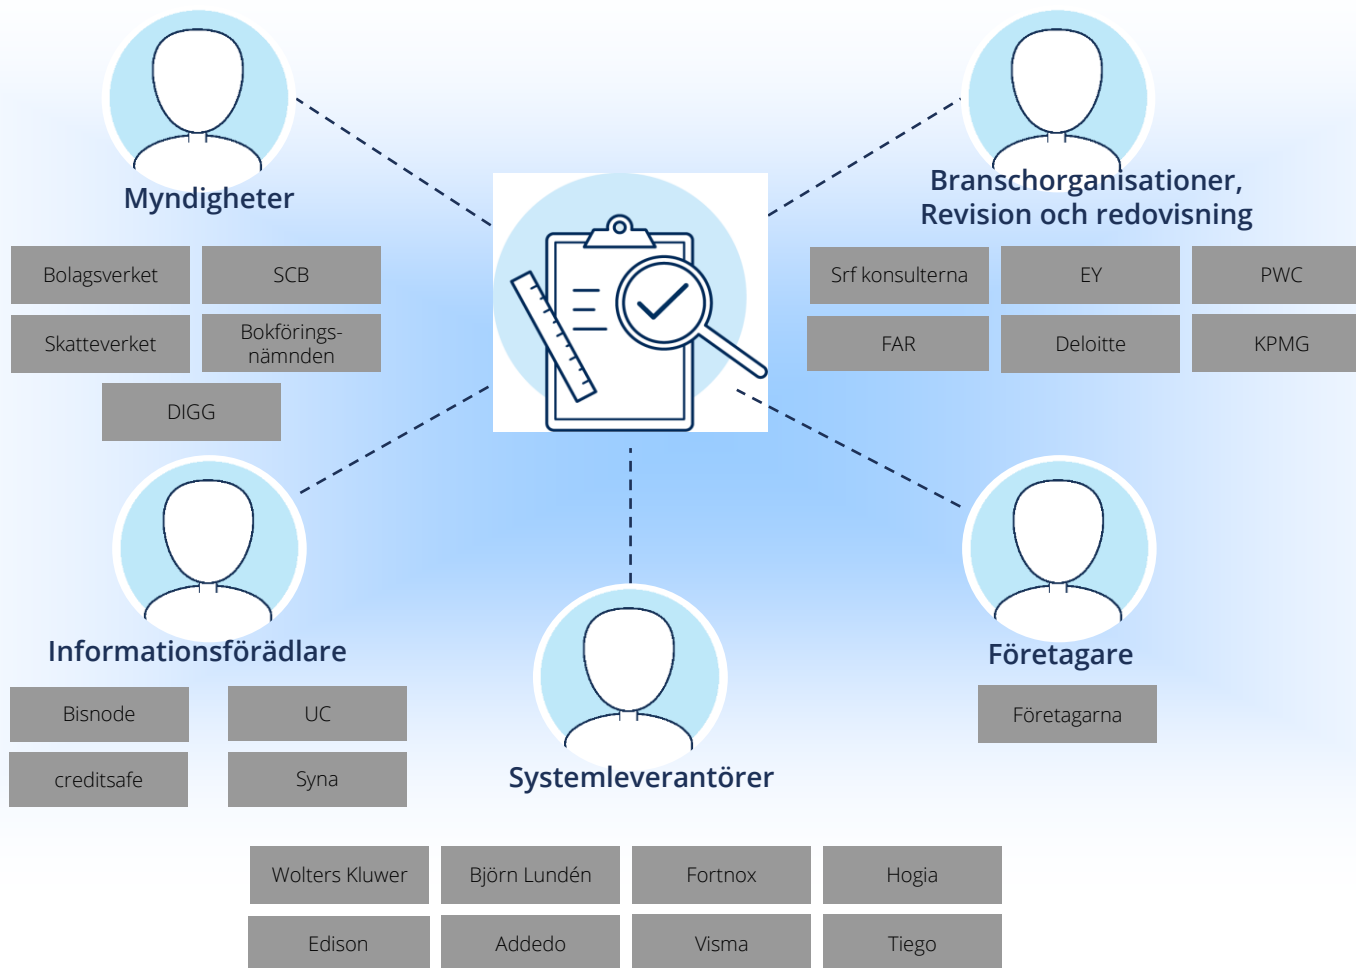 Myndigheter
Bolagsverket
SCB
Skatteverket
Bokförings-
nämnden
DIGG
Branschorganisationer,
Revision och redovisning
Srf konsulterna
EY
PWC
FAR
Deloitte
KPMG
Informationsförädlare
Bisnode
UC
creditsafe
Syna
Systemleverantörer
Wolters Kluwer
Björn Lundén
Fortnox
Hogia
Edison
Addedo
Visma
Tiego
Företagare
Företagarna